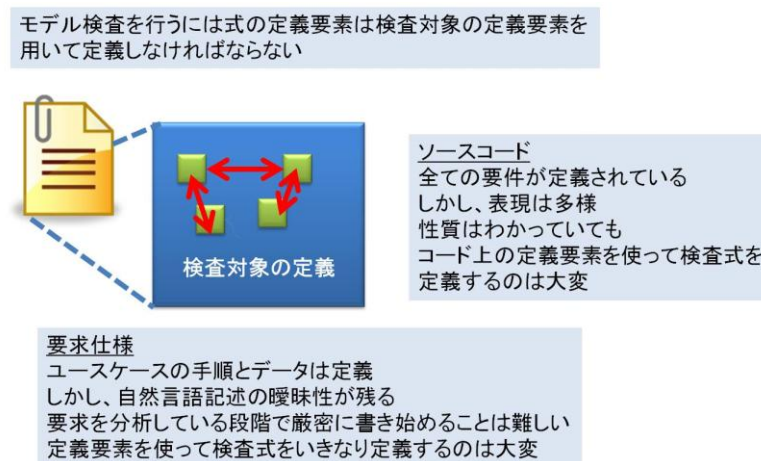 モデル検査を行うには式の定義要素は検査対象の定義要素を
用いて定義しなければならない
検査対象の定義
ソースコード
全ての要件が定義されている
しかし、表現は多様
性質はわかっていても
コード上の定義要素を使って検査式を
定義するのは大変
要求仕様
ユースケースの手順とデータは定義
しかし、自然言語記述の曖昧性が残る
要求を分析している段階で厳密に書き始めることは難しい
定義要素を使って検査式をいきなり定義するのは大変